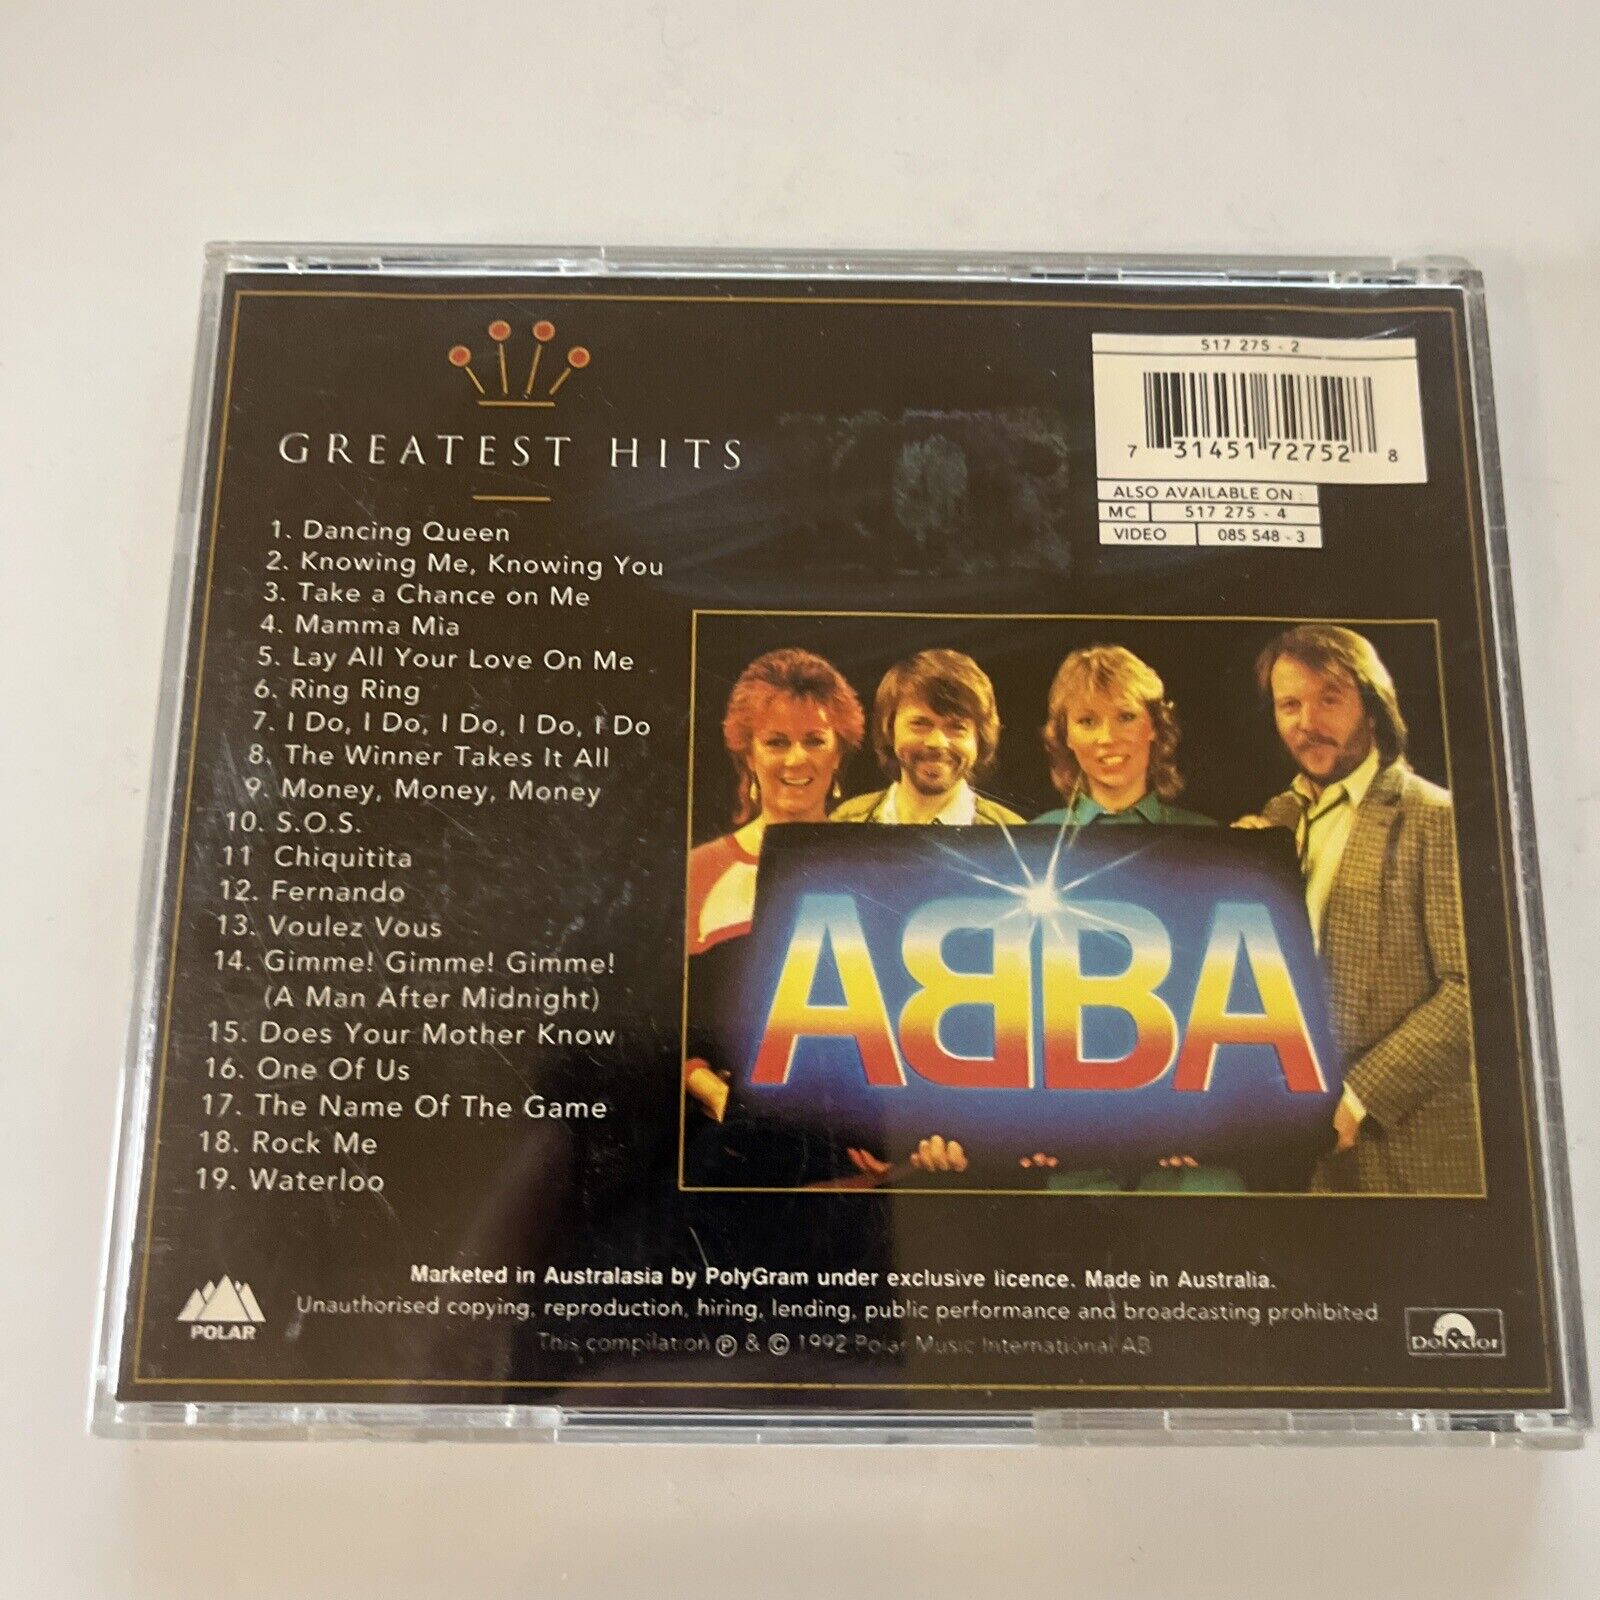 GREATEST HITS
1. Dancing Queen
2. Knowing Me, Knowing You
3. Take a Chance on Me
4. Mamma Mia
5. Lay All Your Love On Me
6. Ring Ring
7. I Do, I Do, I Do, I Do, I Do
8. The Winner Takes It All
9. Money, Money, Money
10. S.O.S.
11 Chiquitita
12. Fernando
13. Voulez Vous
14. Gimme! Gimme! Gimme!
(A Man After Midnight)
15. Does Your Mother Know
16. One Of Us
17. The Name Of The Game
18. Rock Me
19. Waterloo
517 275 - 2
7 31451 72752 8
ALSO AVAILABLE ON :
MC 517 275 - 4
VIDEO 085 548 - 3
ABBA
Marketed in Australasia by PolyGram under exclusive licence. Made in Australia.
Unauthorised copying, reproduction, hiring, lending, public performance and broadcasting prohibited
This compilation ℗ & © 1992 Polar Music International AB
POLAR
polydor